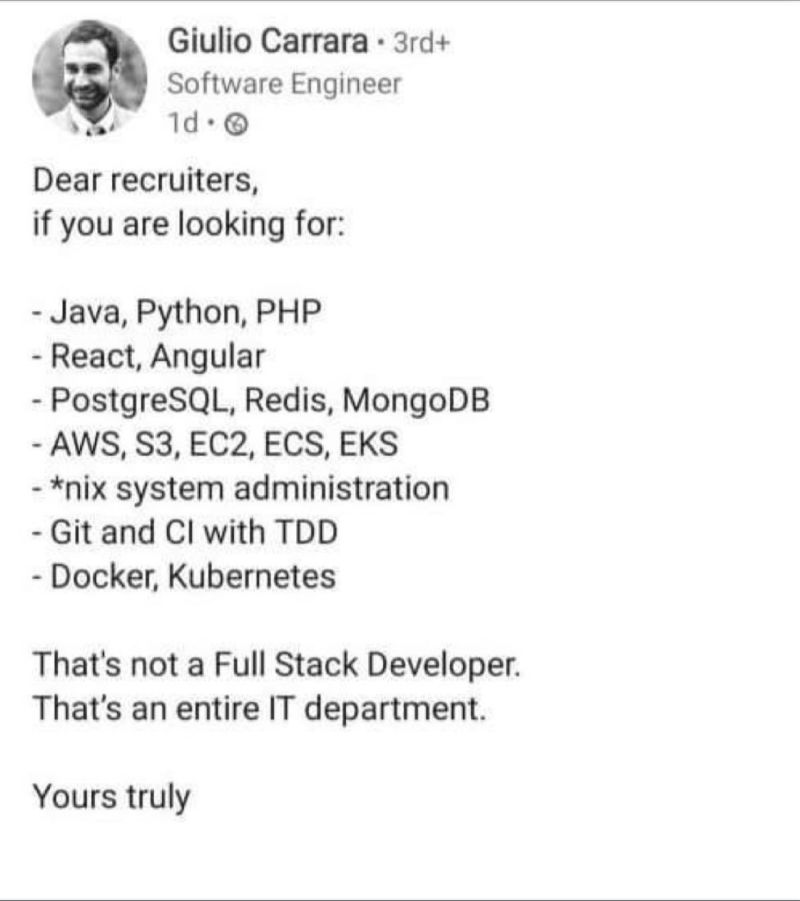 Giulio Carrara · 3rd+
Software Engineer
1d ·
Dear recruiters,
if you are looking for:
- Java, Python, PHP
- React, Angular
- PostgreSQL, Redis, MongoDB
- AWS, S3, EC2, ECS, EKS
- *nix system administration
- Git and CI with TDD
- Docker, Kubernetes
That's not a Full Stack Developer.
That's an entire IT department.
Yours truly